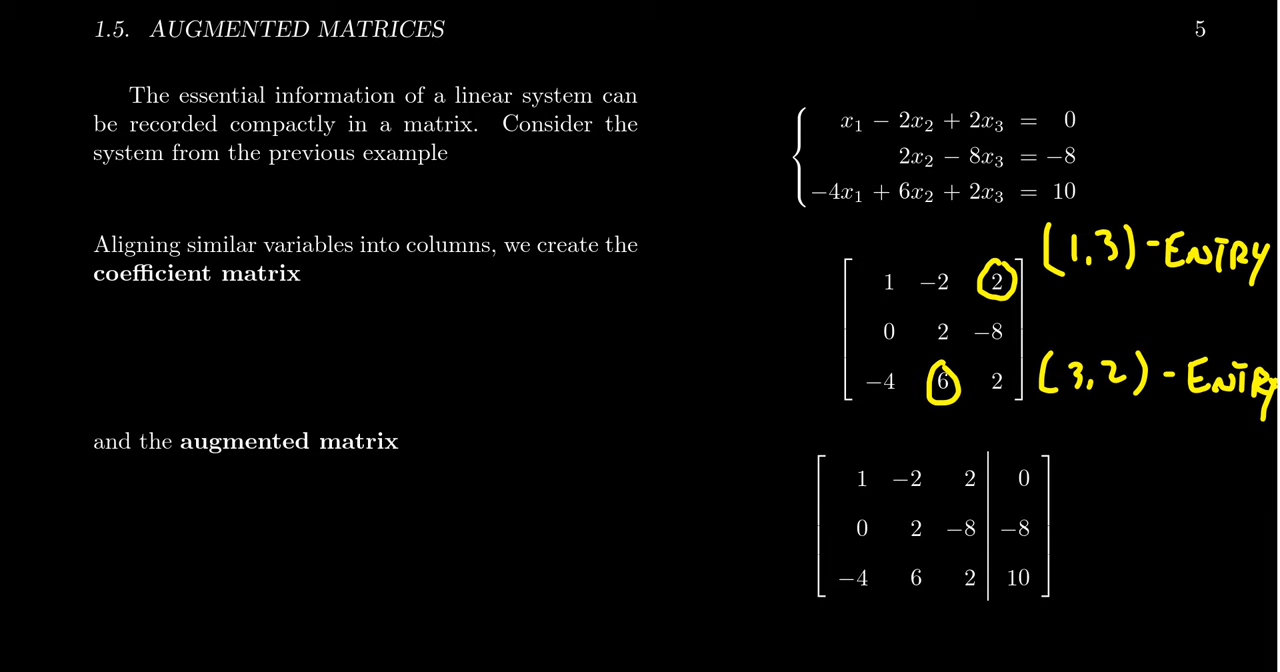 1.5. AUGMENTED MATRICES 5
The essential information of a linear system can
be recorded compactly in a matrix. Consider the
system from the previous example
x₁ − 2x₂ + 2x₃ = 0
2x₂ − 8x₃ = −8
−4x₁ + 6x₂ + 2x₃ = 10
Aligning similar variables into columns, we create the
coefficient matrix
(1,3)-ENTRY
1 −2 2
0 2 −8
−4 6 2
(3,2)-ENTRY
and the augmented matrix
1 −2 2 | 0
0 2 −8 | −8
−4 6 2 | 10